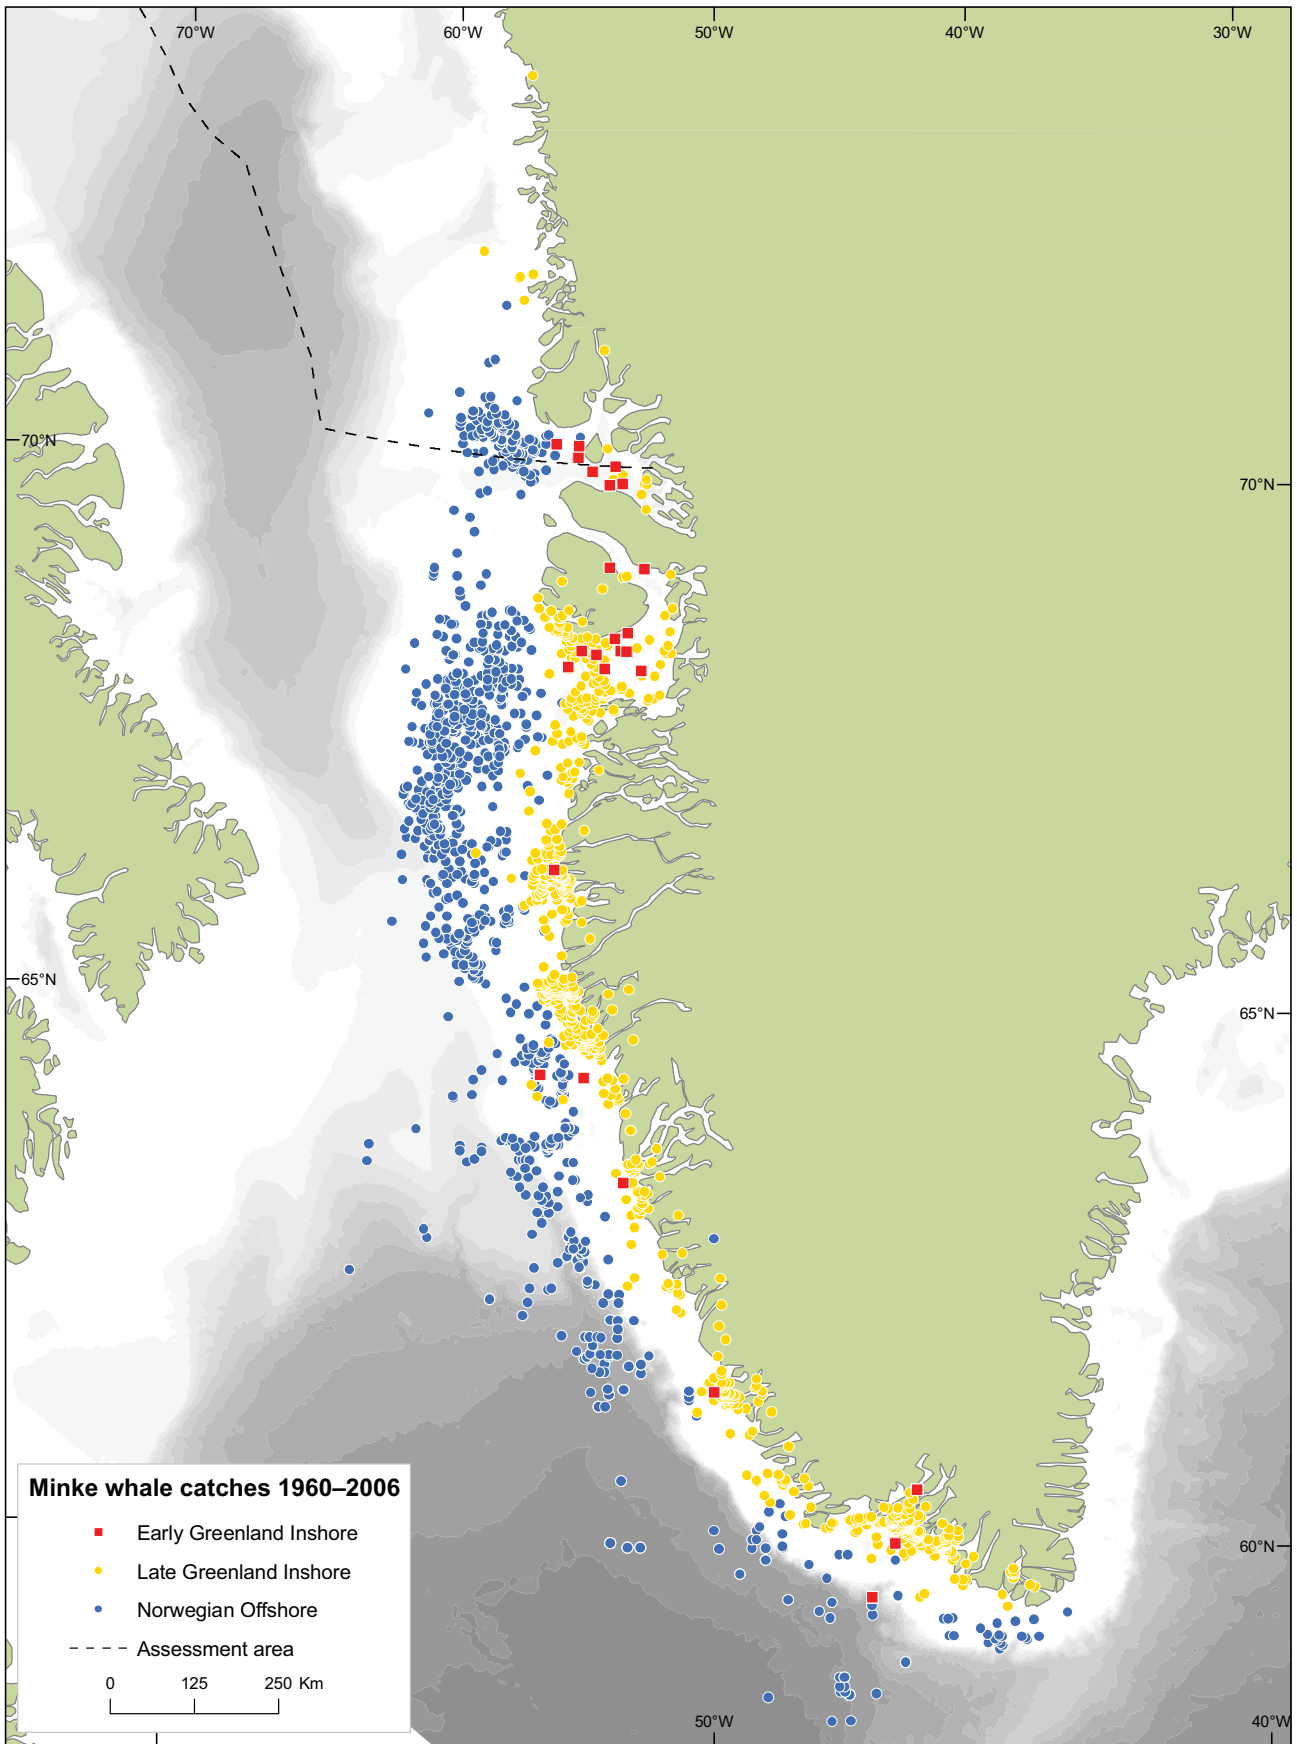 70°W 60°W 50°W 40°W 30°W
70°N
70°N
65°N
65°N
Minke whale catches 1960–2006
Early Greenland Inshore
Late Greenland Inshore
Norwegian Offshore
Assessment area
0 125 250 Km
60°N
50°W 40°W